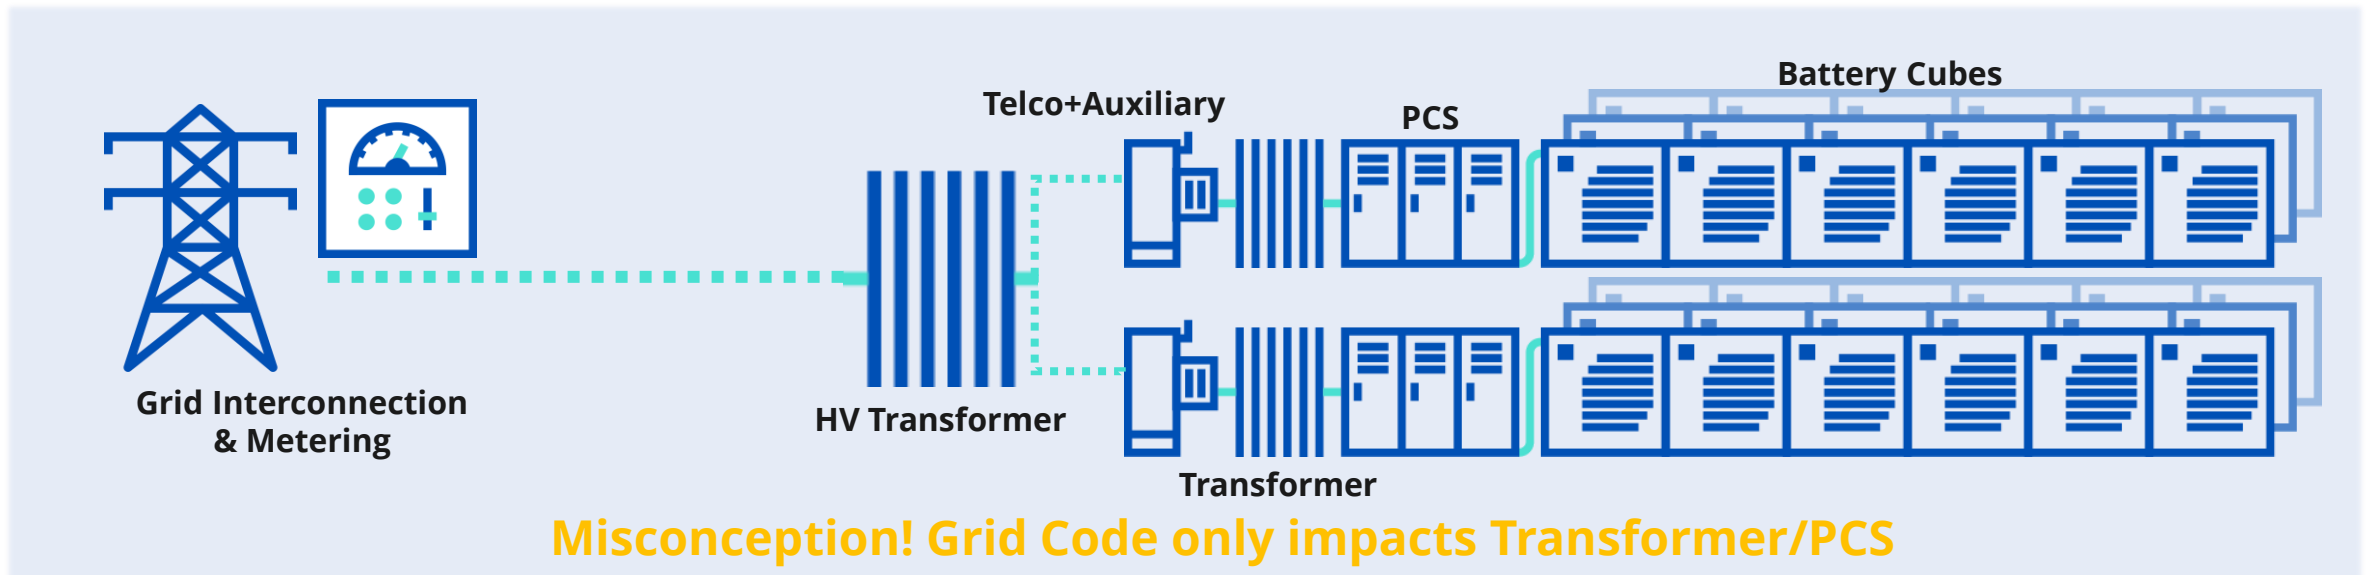 Battery Cubes
Telco+Auxiliary
PCS
Grid Interconnection
& Metering
HV Transformer
Transformer
Misconception! Grid Code only impacts Transformer/PCS